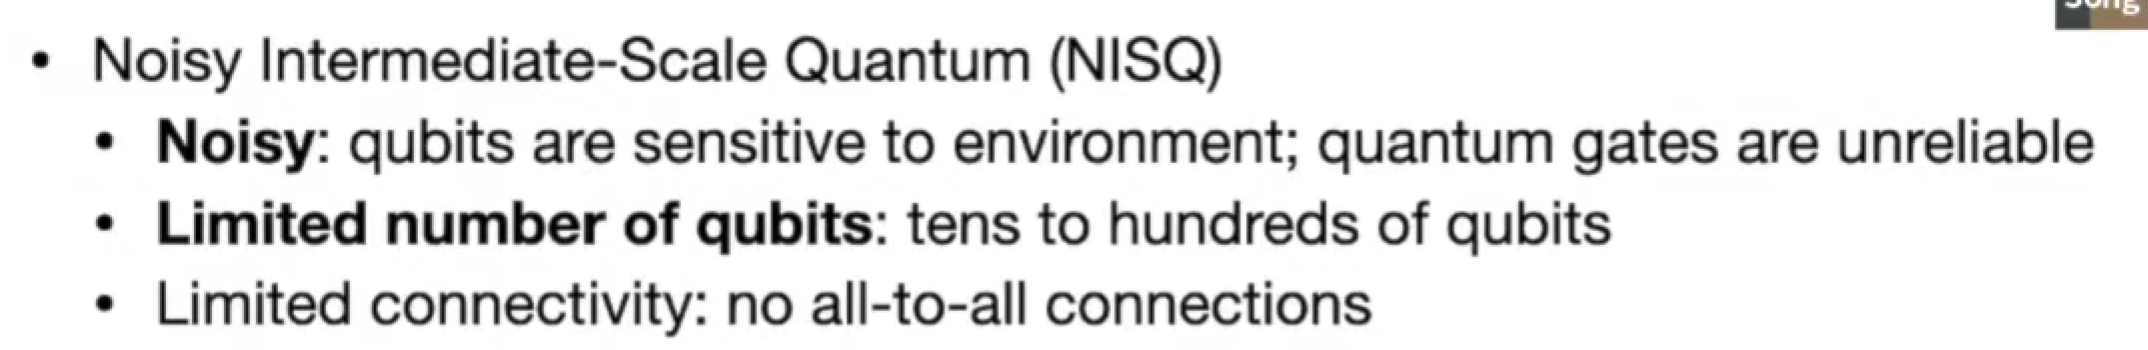 • Noisy Intermediate-Scale Quantum (NISQ)
• Noisy: qubits are sensitive to environment; quantum gates are unreliable
• Limited number of qubits: tens to hundreds of qubits
• Limited connectivity: no all-to-all connections